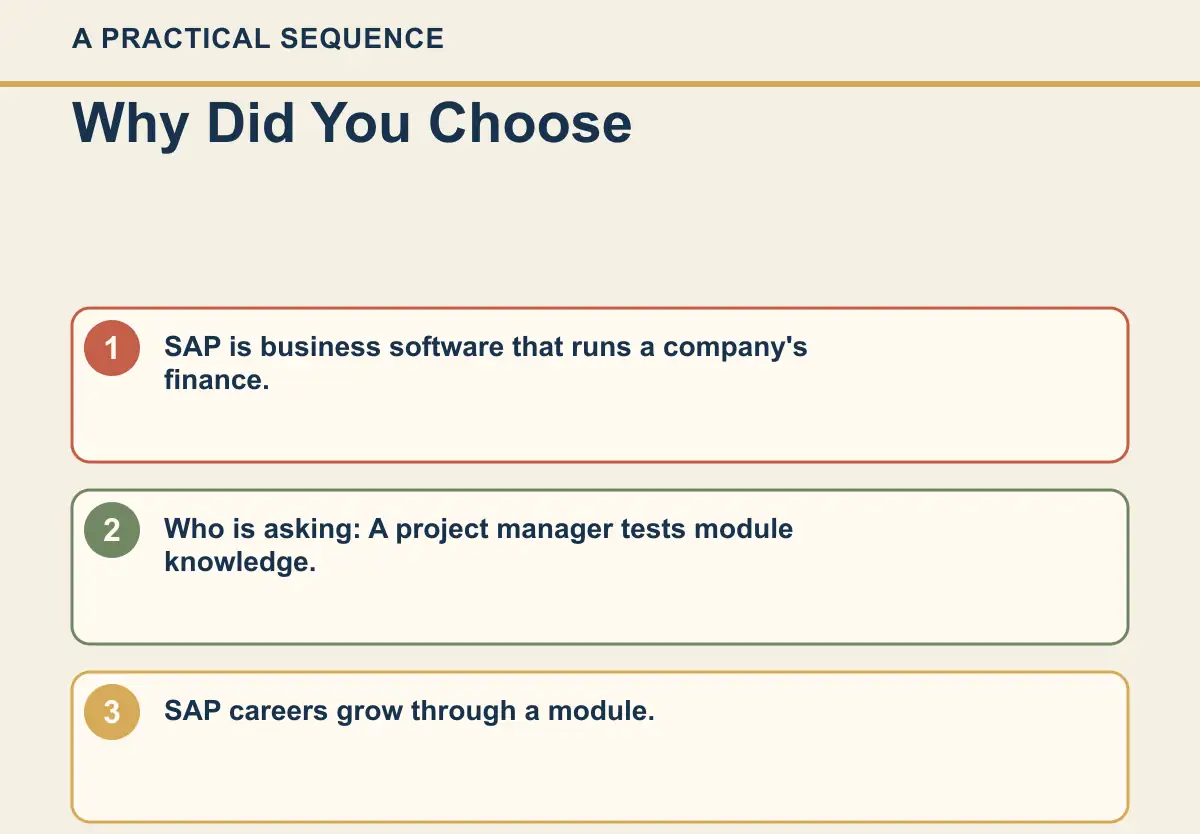 A PRACTICAL SEQUENCE
Why Did You Choose
1
SAP is business software that runs a company's
finance.
2
Who is asking: A project manager tests module
knowledge.
3
SAP careers grow through a module.